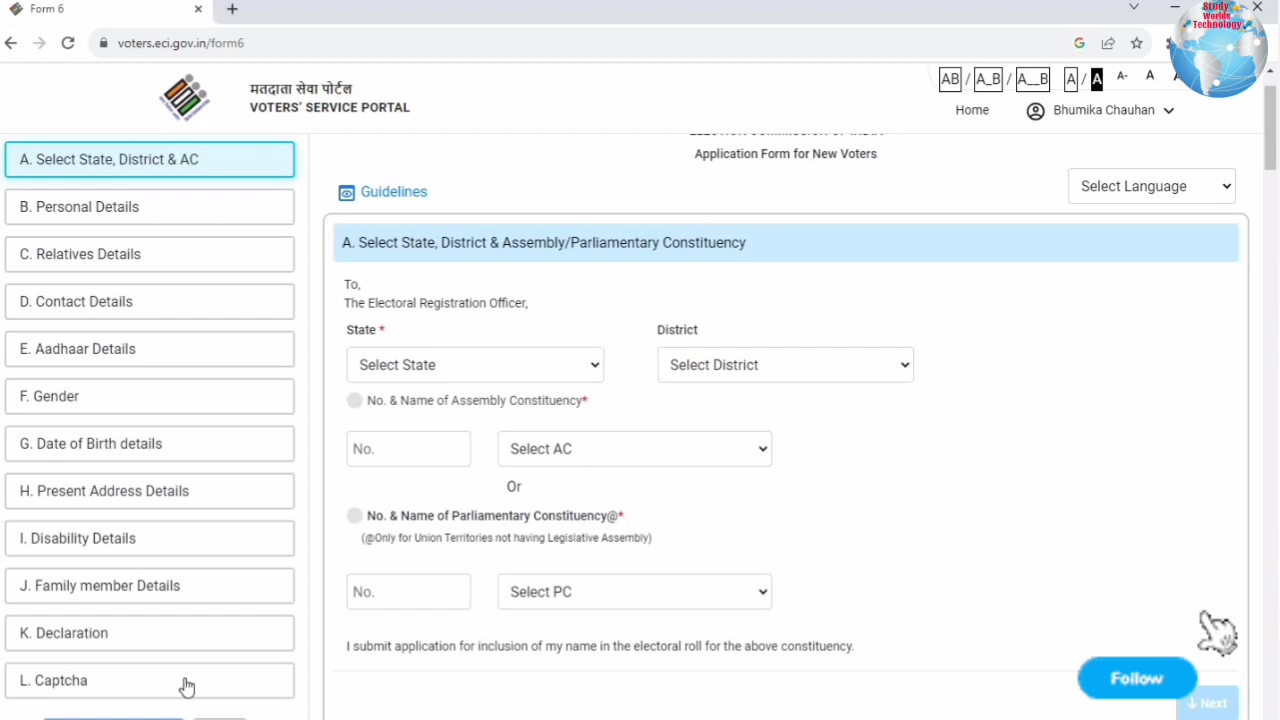 Form 6
Study
Worlds
Technology
voters.eci.gov.in/form6
मतदाता सेवा पोर्टल
VOTERS' SERVICE PORTAL
AB / A_B / A__B A / A A- A
Home Bhumika Chauhan
Application Form for New Voters
Guidelines
Select Language
A. Select State, District & AC
B. Personal Details
C. Relatives Details
D. Contact Details
E. Aadhaar Details
F. Gender
G. Date of Birth details
H. Present Address Details
I. Disability Details
J. Family member Details
K. Declaration
L. Captcha
A. Select State, District & Assembly/Parliamentary Constituency
To,
The Electoral Registration Officer,
State * District
Select State Select District
No. & Name of Assembly Constituency*
No. Select AC
Or
No. & Name of Parliamentary Constituency@*
(@Only for Union Territories not having Legislative Assembly)
No. Select PC
I submit application for inclusion of my name in the electoral roll for the above constituency.
Follow
Next